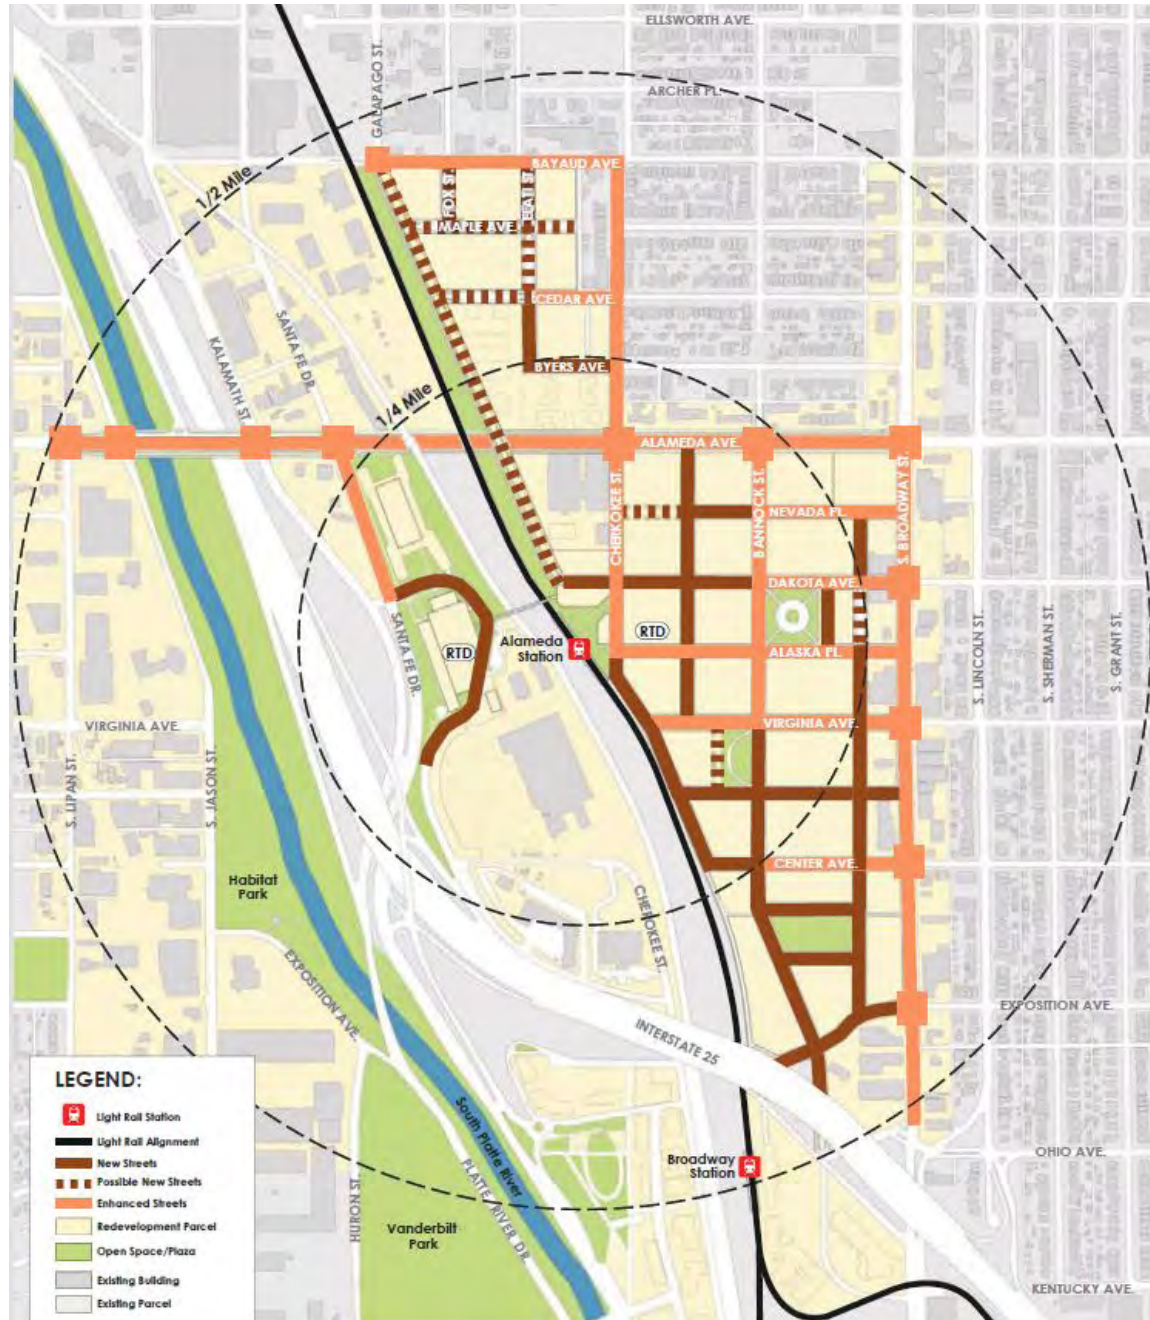 ELLSWORTH AVE.
ARCHER PL.
GALAPAGO ST.
BAYAUD AVE.
1/2 Mile
FOX ST.
ELATI ST.
MAPLE AVE.
CEDAR AVE.
SANTA FE DR.
KALAMATH ST.
BYERS AVE.
1/4 Mile
ALAMEDA AVE.
CHERKOKEE ST.
BANNOCK ST.
S. BROADWAY ST.
NEVADA PL.
DAKOTA AVE.
SANTA FE DR.
RTD
RTD
Alameda
Station
ALASKA PL.
S. LINCOLN ST.
S. SHERMAN ST.
S. GRANT ST.
VIRGINIA AVE.
VIRGINIA AVE.
S. LIPAN ST.
S. JASON ST.
CENTER AVE.
Habitat
Park
CHEROKEE ST.
EXPOSITION AVE.
EXPOSITION AVE.
INTERSTATE 25
LEGEND:
Light Rail Station
Light Rail Alignment
New Streets
Possible New Streets
Enhanced Streets
Redevelopment Parcel
Open Space/Plaza
Existing Building
Existing Parcel
South Platte River
PLATTE RIVER DR.
HURON ST.
Vanderbilt
Park
Broadway
Station
OHIO AVE.
KENTUCKY AVE.